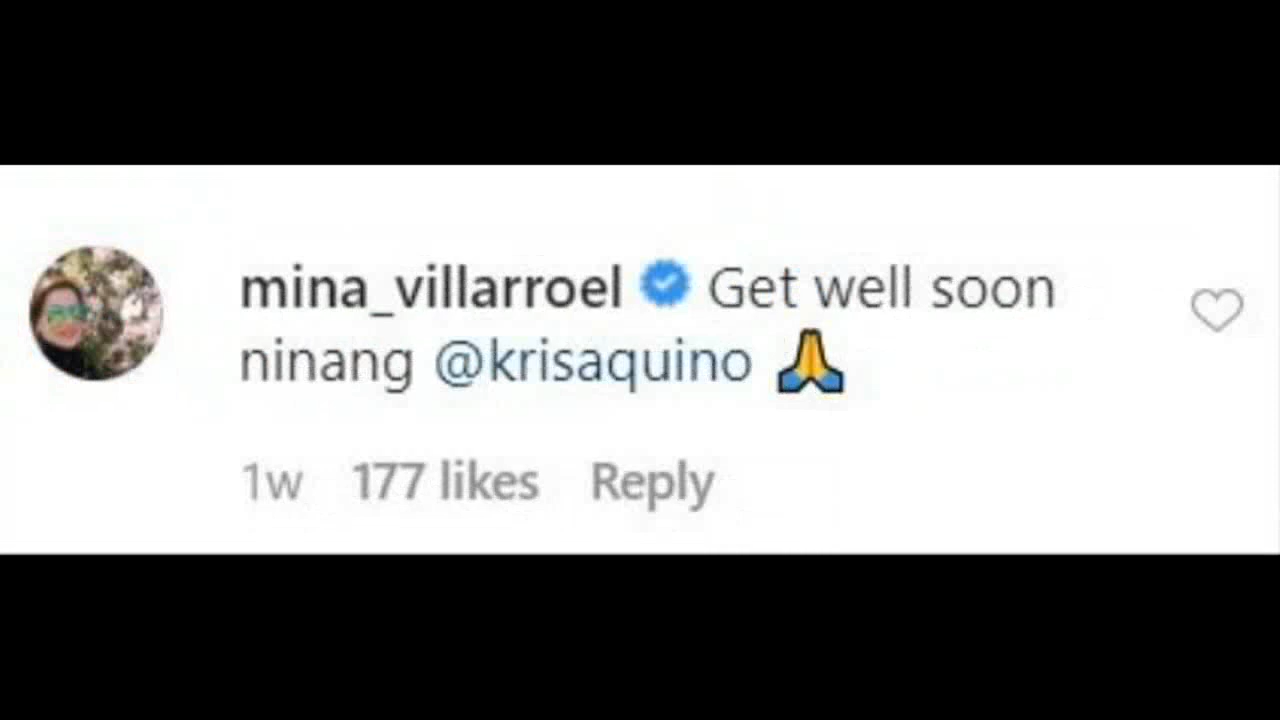 mina_villarroel Get well soon
ninang @krisaquino 🙏
1w 177 likes Reply